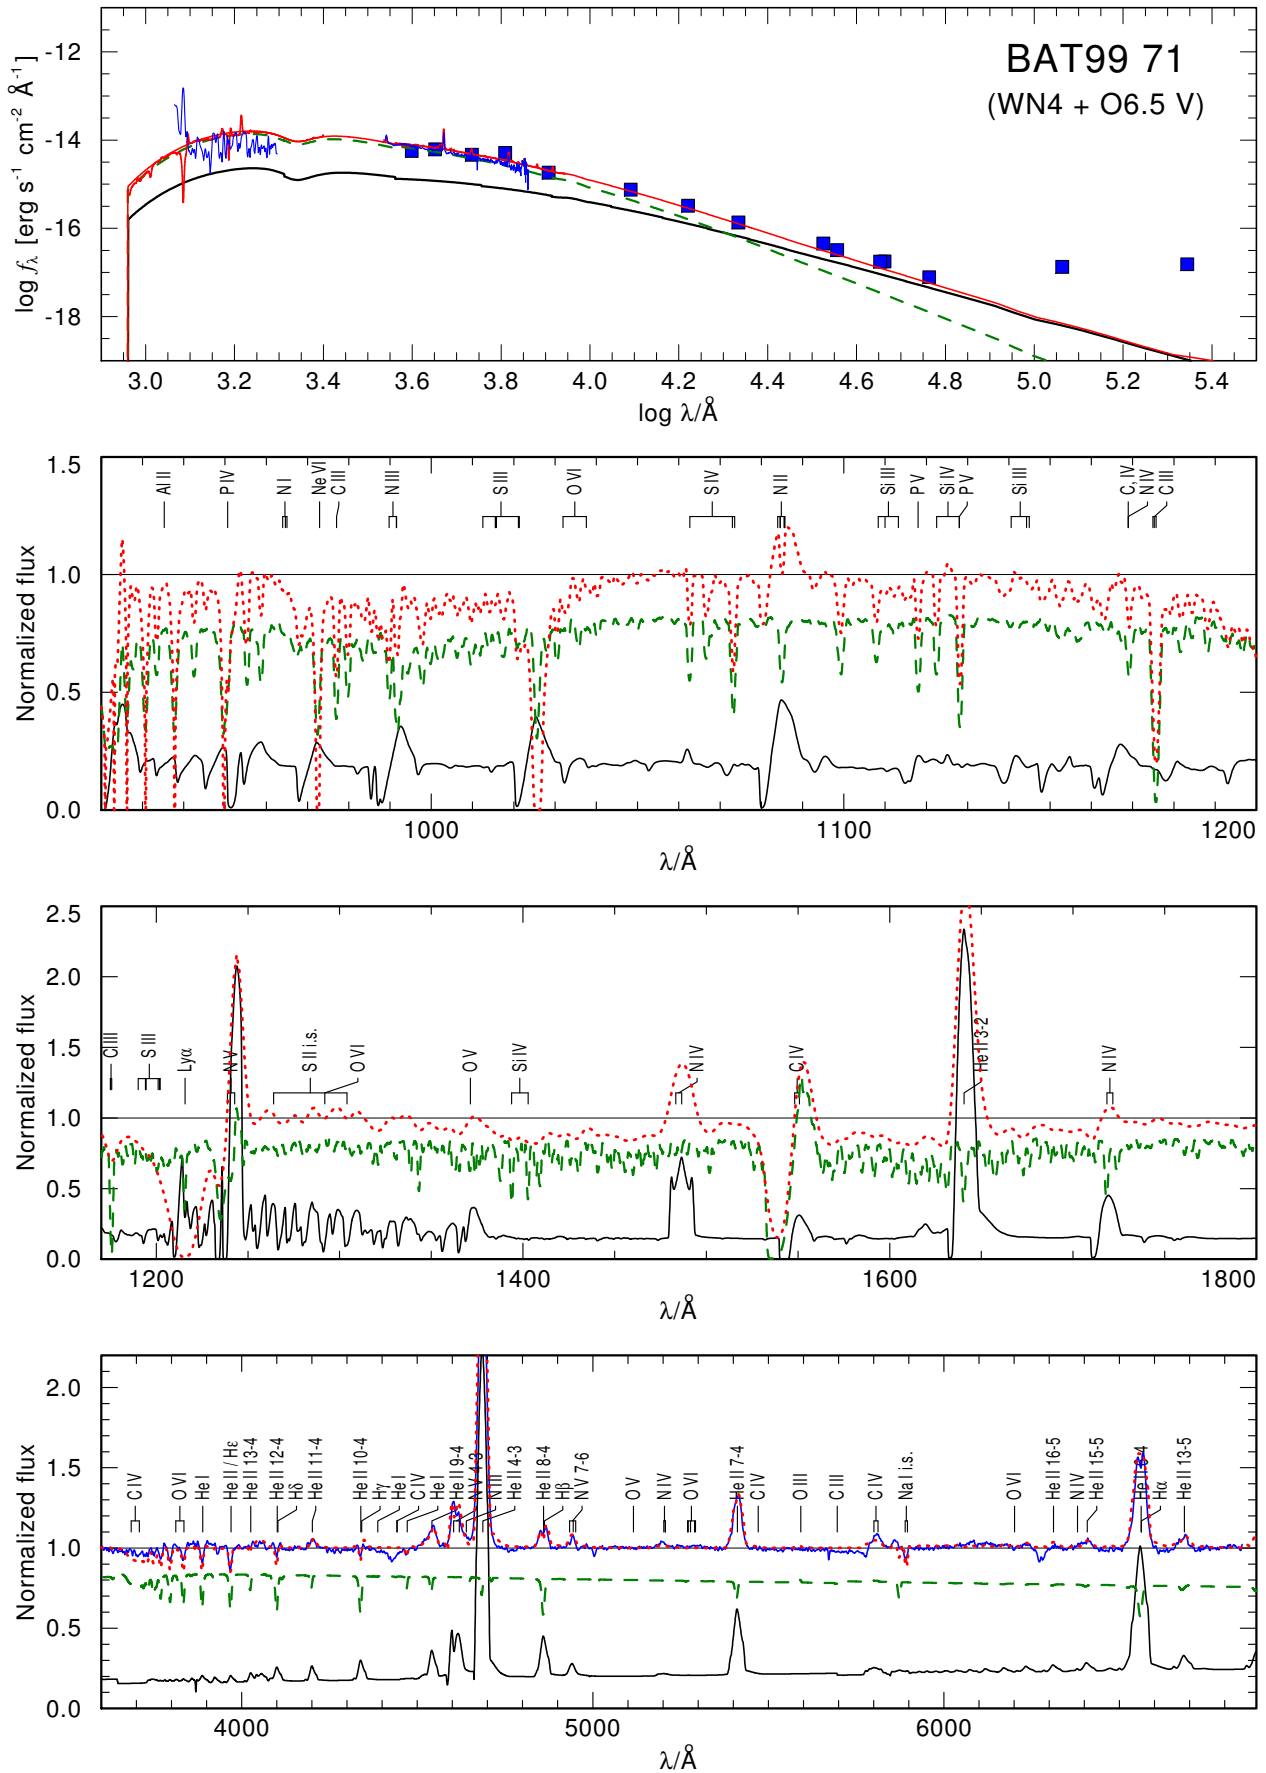 BAT99 71
(WN4 + O6.5 V)
log fλ [erg s-1 cm-2 Å-1]
-12
-14
-16
-18
3.0 3.2 3.4 3.6 3.8 4.0 4.2 4.4 4.6 4.8 5.0 5.2 5.4
log λ/Å
Normalized flux
1.5
1.0
0.5
0.0
Al II P IV N I Ne VI C III N III S III O VI S IV N II Si III P V Si IV P V Si III C, IV N IV C III
1000 1100 1200
λ/Å
Normalized flux
2.5
2.0
1.5
1.0
0.5
0.0
C III S III Lyα N V S II i.s. O VI O V Si IV N IV C IV He II 3-2 N IV
1200 1400 1600 1800
λ/Å
Normalized flux
2.0
1.5
1.0
0.5
0.0
C IV O VI He I He II / Hε He II 13-4 He II 12-4 Hδ He II 11-4 He II 10-4 Hγ He I C IV He I He II 9-4 N V 4-3 N III He II 4-3 He II 8-4 Hβ N V 7-6 O V N IV O VI He II 7-4 C IV O III C III C IV Na I i.s. O VI He II 16-5 N IV He II 15-5 He II 6-4 Hα He II 13-5
4000 5000 6000
λ/Å